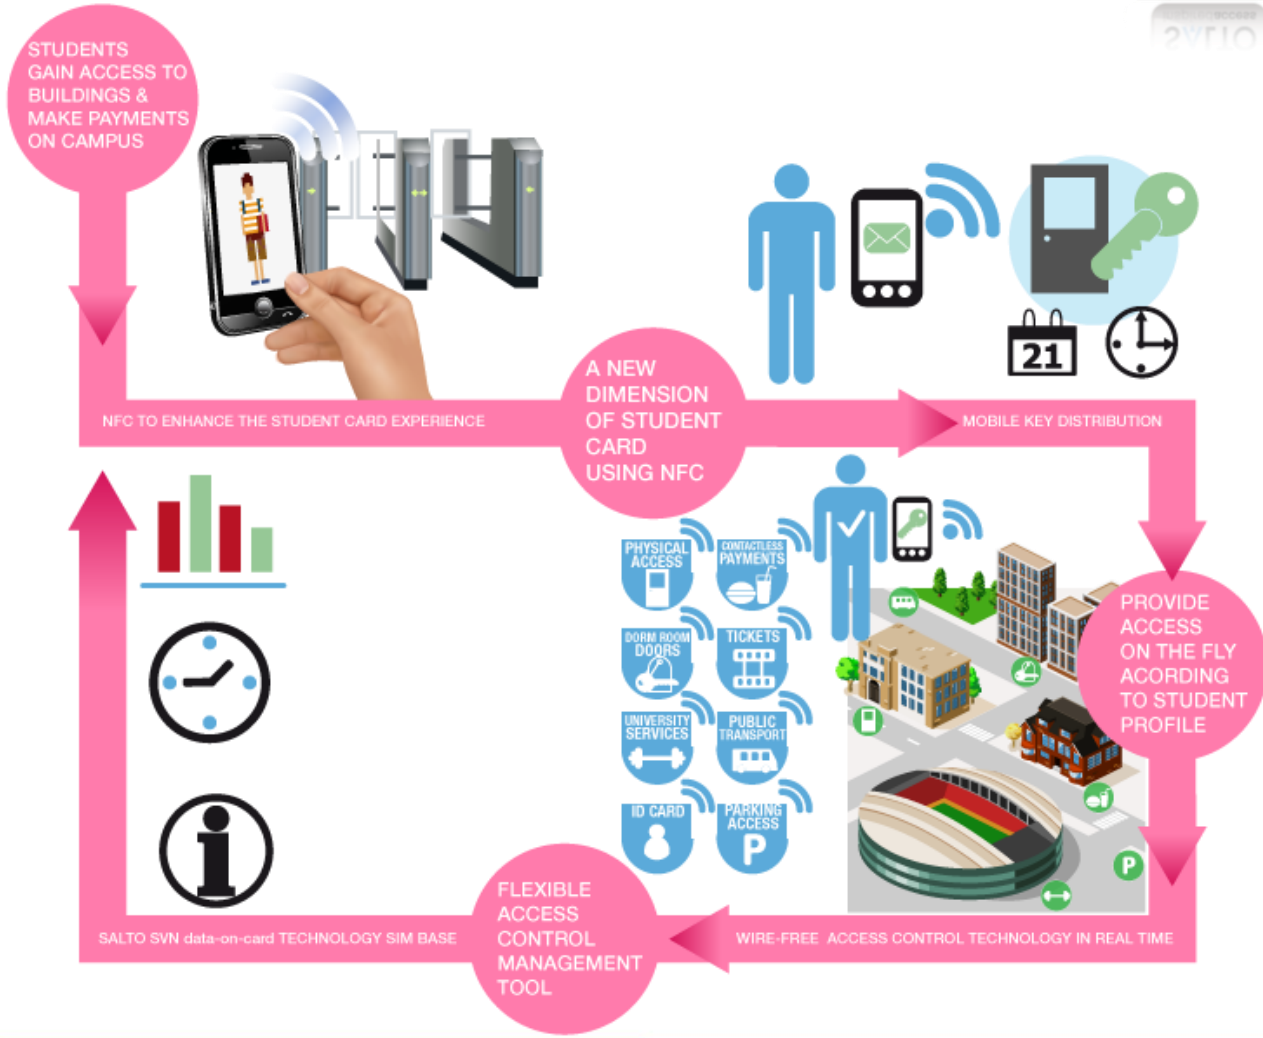 STUDENTS
GAIN ACCESS TO
BUILDINGS &
MAKE PAYMENTS
ON CAMPUS
SALTO
21
A NEW
DIMENSION
OF STUDENT
CARD
USING NFC
NFC TO ENHANCE THE STUDENT CARD EXPERIENCE
MOBILE KEY DISTRIBUTION
PHYSICAL
ACCESS
CONTACTLESS
PAYMENTS
DORM ROOM
DOORS
TICKETS
UNIVERSITY
SERVICES
PUBLIC
TRANSPORT
ID CARD
PARKING
ACCESS
P
P
PROVIDE
ACCESS
ON THE FLY
ACORDING
TO STUDENT
PROFILE
FLEXIBLE
ACCESS
CONTROL
MANAGEMENT
TOOL
SALTO SVN data-on-card TECHNOLOGY SIM BASE
WIRE-FREE ACCESS CONTROL TECHNOLOGY IN REAL TIME